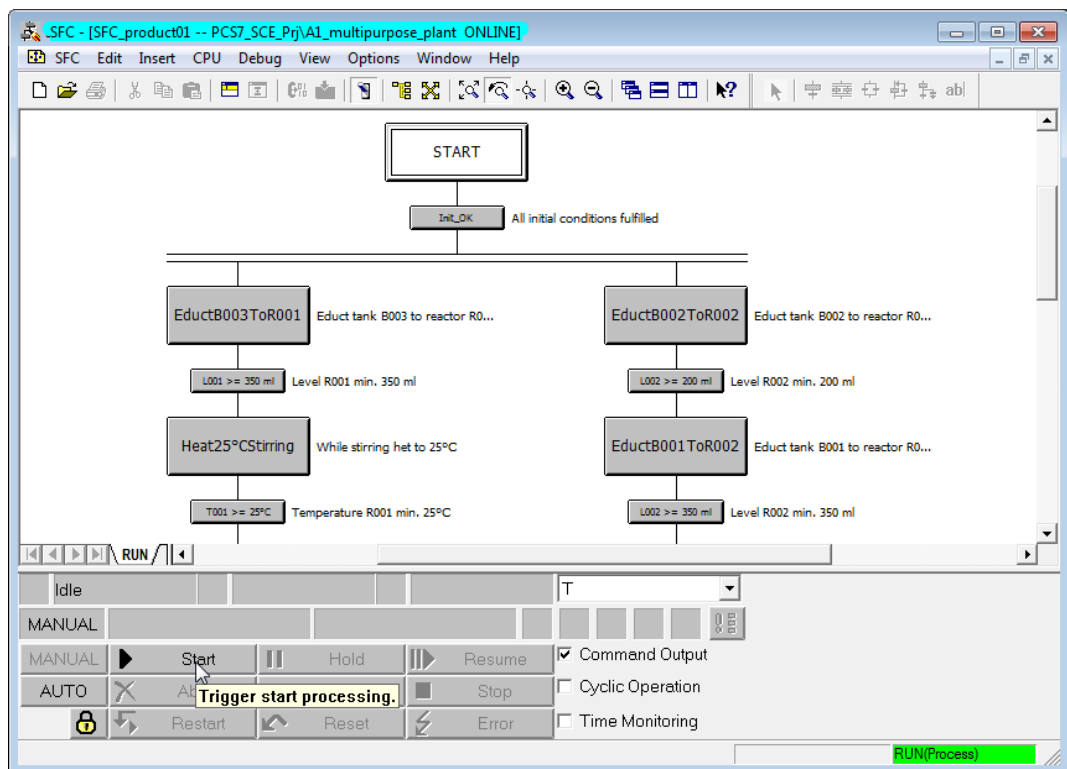 SFC - [SFC_product01 -- PCS7_SCE_Prj\A1_multipurpose_plant ONLINE]
SFC Edit Insert CPU Debug View Options Window Help
abl
START
Init_OK All initial conditions fulfilled
EductB003ToR001 Educt tank B003 to reactor R0... EductB002ToR002 Educt tank B002 to reactor R0...
L001 >= 350 ml Level R001 min. 350 ml L002 >= 200 ml Level R002 min. 200 ml
Heat25°CStirring While stirring het to 25°C EductB001ToR002 Educt tank B001 to reactor R0...
T001 >= 25°C Temperature R001 min. 25°C L002 >= 350 ml Level R002 min. 350 ml
RUN
Idle T
MANUAL
MANUAL Start Hold Resume Command Output
AUTO Ab Trigger start processing. Stop Cyclic Operation
Restart Reset Error Time Monitoring
RUN(Process)